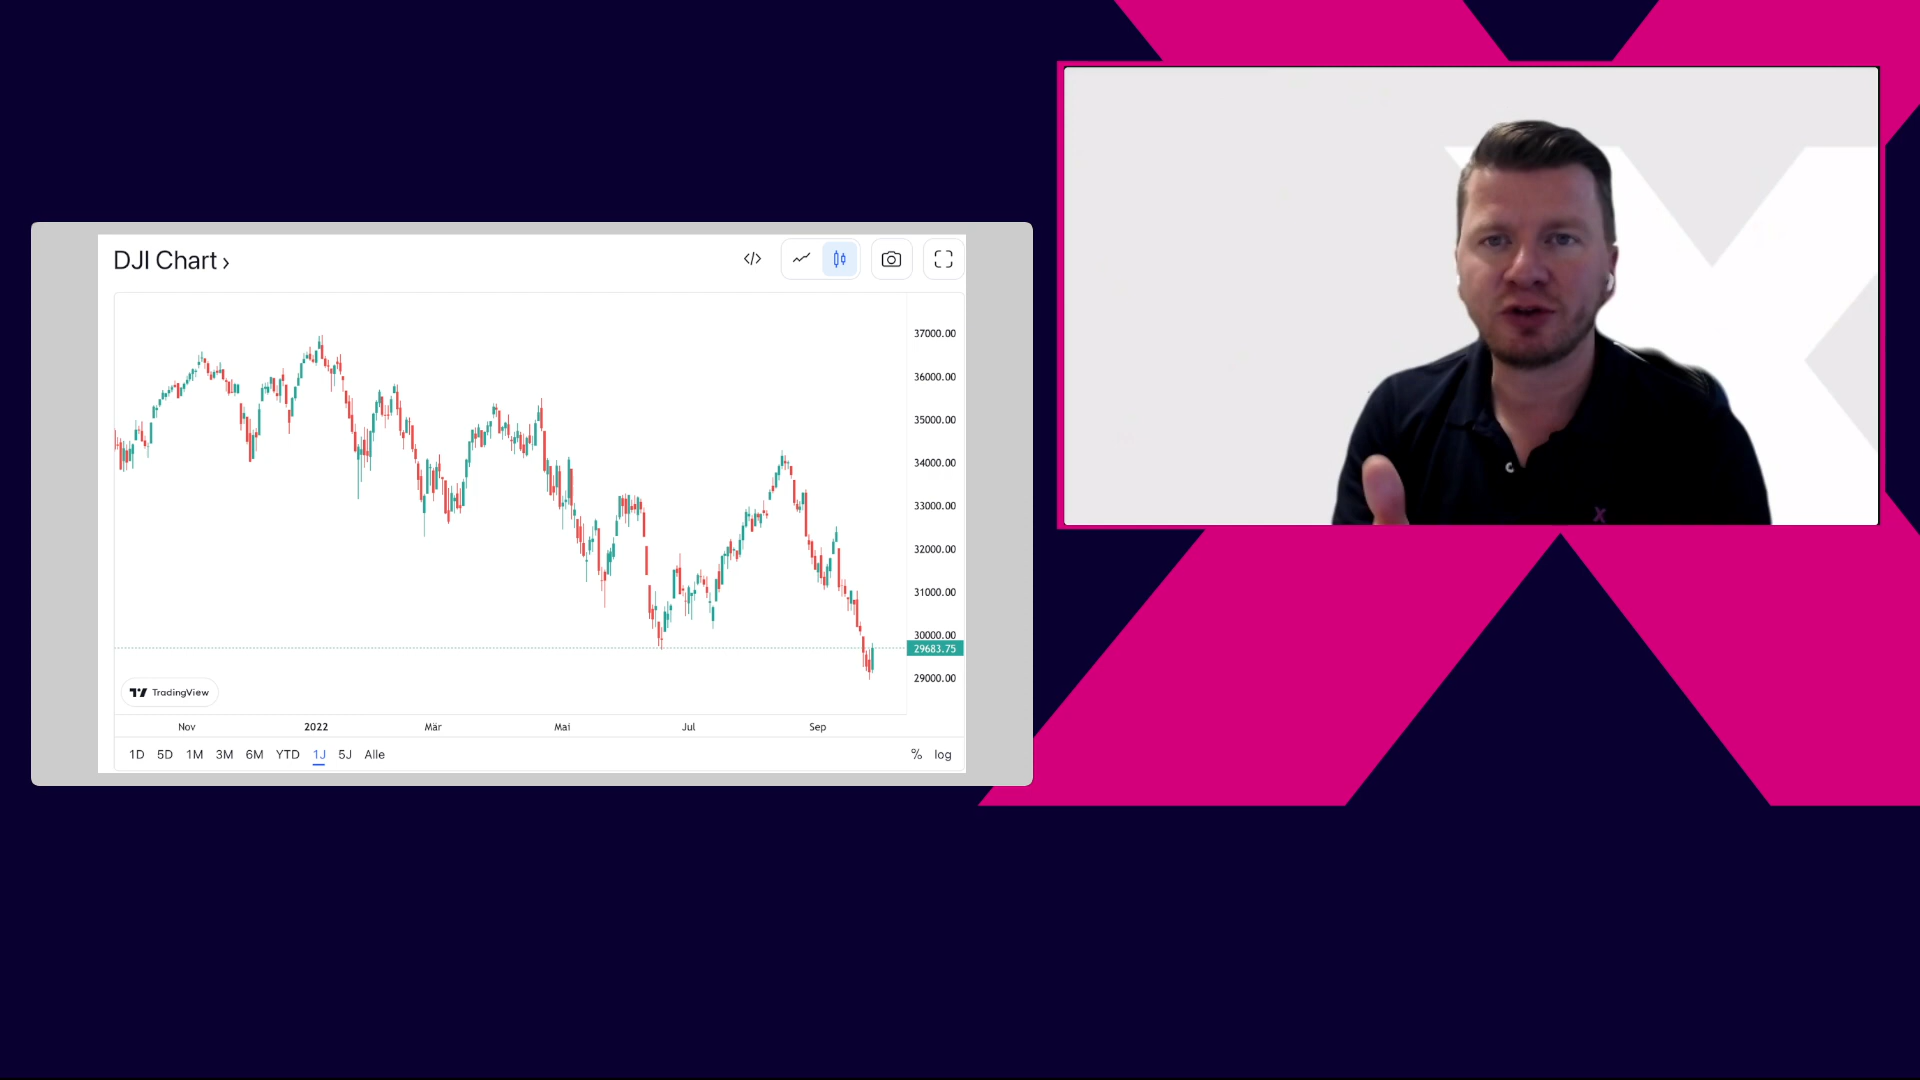 DJI Chart ›
37000.00
36000.00
35000.00
34000.00
33000.00
32000.00
31000.00
30000.00
29683.75
29000.00
TradingView
Nov 2022 Mär Mai Jul Sep
1D 5D 1M 3M 6M YTD 1J 5J Alle % log
X